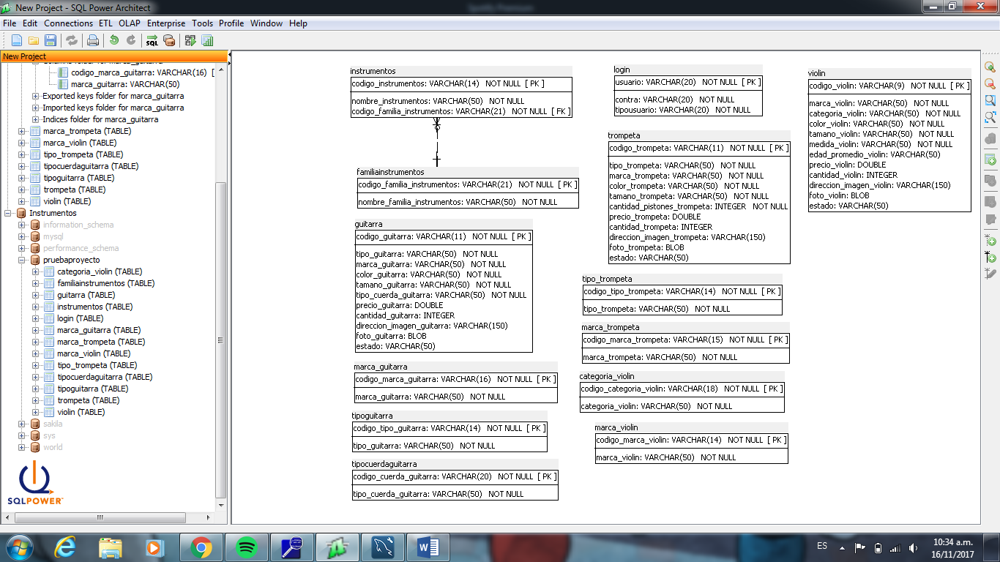 New Project - SQL Power Architect
File Edit Connections ETL OLAP Enterprise Tools Profile Window Help
SQL
New Project
codigo_marca_guitarra: VARCHAR(16) [
marca_guitarra: VARCHAR(50)
Exported keys folder for marca_guitarra
Imported keys folder for marca_guitarra
Indices folder for marca_guitarra
marca_trompeta (TABLE)
marca_violin (TABLE)
tipo_trompeta (TABLE)
tipocuerdaguitarra (TABLE)
tipoguitarra (TABLE)
trompeta (TABLE)
violin (TABLE)
Instrumentos
information_schema
mysql
performance_schema
pruebaproyecto
categoria_violin (TABLE)
familiainstrumentos (TABLE)
guitarra (TABLE)
instrumentos (TABLE)
login (TABLE)
marca_guitarra (TABLE)
marca_trompeta (TABLE)
marca_violin (TABLE)
tipo_trompeta (TABLE)
tipocuerdaguitarra (TABLE)
tipoguitarra (TABLE)
trompeta (TABLE)
violin (TABLE)
sakila
sys
world
SQLPOWER
instrumentos
codigo_instrumentos: VARCHAR(14) NOT NULL [ PK ]
nombre_instrumentos: VARCHAR(50) NOT NULL
codigo_familia_instrumentos: VARCHAR(21) NOT NULL [ FK ]
familiainstrumentos
codigo_familia_instrumentos: VARCHAR(21) NOT NULL [ PK ]
nombre_familia_instrumentos: VARCHAR(50) NOT NULL
guitarra
codigo_guitarra: VARCHAR(11) NOT NULL [ PK ]
tipo_guitarra: VARCHAR(50) NOT NULL
marca_guitarra: VARCHAR(50) NOT NULL
color_guitarra: VARCHAR(50) NOT NULL
tamano_guitarra: VARCHAR(50) NOT NULL
tipo_cuerda_guitarra: VARCHAR(50) NOT NULL
precio_guitarra: DOUBLE
cantidad_guitarra: INTEGER
direccion_imagen_guitarra: VARCHAR(150)
foto_guitarra: BLOB
estado: VARCHAR(50)
marca_guitarra
codigo_marca_guitarra: VARCHAR(16) NOT NULL [ PK ]
marca_guitarra: VARCHAR(50) NOT NULL
tipoguitarra
codigo_tipo_guitarra: VARCHAR(14) NOT NULL [ PK ]
tipo_guitarra: VARCHAR(50) NOT NULL
tipocuerdaguitarra
codigo_cuerda_guitarra: VARCHAR(20) NOT NULL [ PK ]
tipo_cuerda_guitarra: VARCHAR(50) NOT NULL
login
usuario: VARCHAR(20) NOT NULL [ PK ]
contra: VARCHAR(20) NOT NULL
tipousuario: VARCHAR(20) NOT NULL
trompeta
codigo_trompeta: VARCHAR(11) NOT NULL [ PK ]
tipo_trompeta: VARCHAR(50) NOT NULL
marca_trompeta: VARCHAR(50) NOT NULL
color_trompeta: VARCHAR(50) NOT NULL
tamano_trompeta: VARCHAR(50) NOT NULL
cantidad_pistones_trompeta: INTEGER NOT NULL
precio_trompeta: DOUBLE
cantidad_trompeta: INTEGER
direccion_imagen_trompeta: VARCHAR(150)
foto_trompeta: BLOB
estado: VARCHAR(50)
tipo_trompeta
codigo_tipo_trompeta: VARCHAR(14) NOT NULL [ PK ]
tipo_trompeta: VARCHAR(50) NOT NULL
marca_trompeta
codigo_marca_trompeta: VARCHAR(15) NOT NULL [ PK ]
marca_trompeta: VARCHAR(50) NOT NULL
categoria_violin
codigo_categoria_violin: VARCHAR(18) NOT NULL [ PK ]
categoria_violin: VARCHAR(50) NOT NULL
marca_violin
codigo_marca_violin: VARCHAR(14) NOT NULL [ PK ]
marca_violin: VARCHAR(50) NOT NULL
violin
codigo_violin: VARCHAR(9) NOT NULL [ PK ]
marca_violin: VARCHAR(50) NOT NULL
categoria_violin: VARCHAR(50) NOT NULL
color_violin: VARCHAR(50) NOT NULL
tamano_violin: VARCHAR(50) NOT NULL
medida_violin: VARCHAR(50) NOT NULL
edad_promedio_violin: VARCHAR(50)
precio_violin: DOUBLE
cantidad_violin: INTEGER
direccion_imagen_violin: VARCHAR(150)
foto_violin: BLOB
estado: VARCHAR(50)
ES
10:34 a.m.
16/11/2017